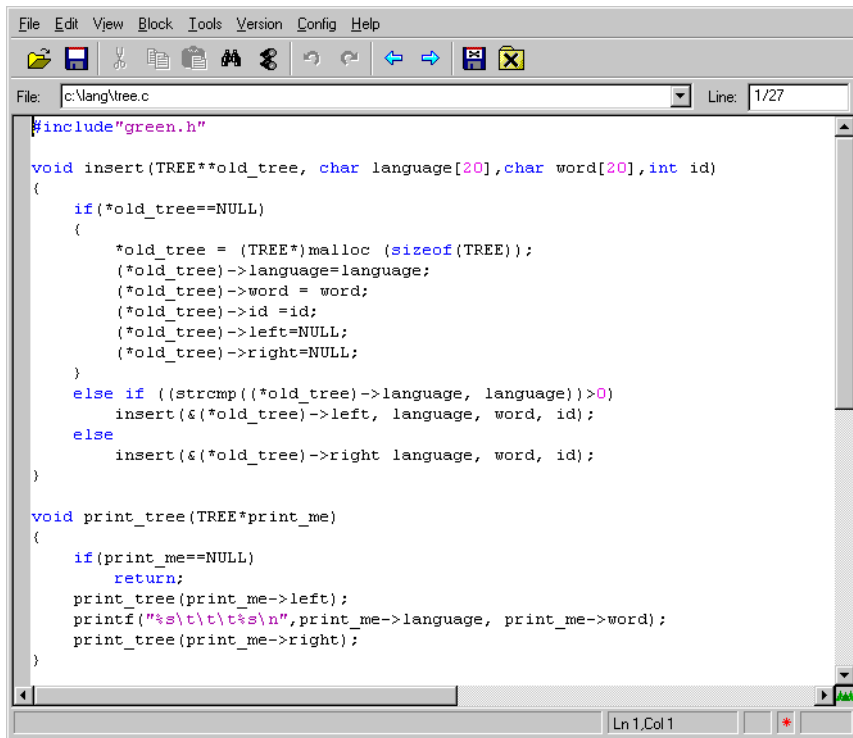 File Edit View Block Tools Version Config Help
File: c:\lang\tree.c Line: 1/27
#include"green.h"
void insert(TREE**old_tree, char language[20],char word[20],int id)
{
if(*old_tree==NULL)
{
*old_tree = (TREE*)malloc (sizeof(TREE));
(*old_tree)->language=language;
(*old_tree)->word = word;
(*old_tree)->id =id;
(*old_tree)->left=NULL;
(*old_tree)->right=NULL;
}
else if ((strcmp((*old_tree)->language, language))>0)
insert(&(*old_tree)->left, language, word, id);
else
insert(&(*old_tree)->right language, word, id);
}
void print_tree(TREE*print_me)
{
if(print_me==NULL)
return;
print_tree(print_me->left);
printf("%s\t\t\t%s\n",print_me->language, print_me->word);
print_tree(print_me->right);
}
Ln 1,Col 1 *